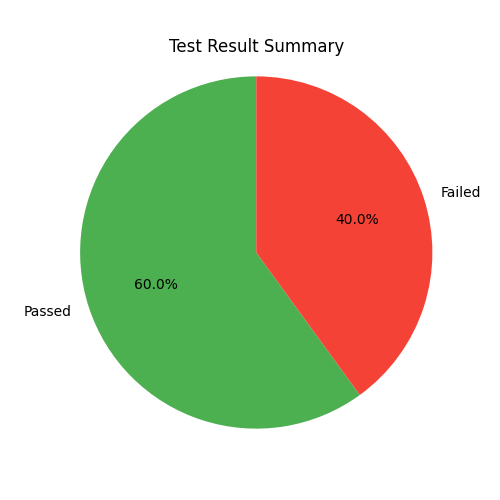 Test Result Summary
Failed
40.0%
60.0%
Passed